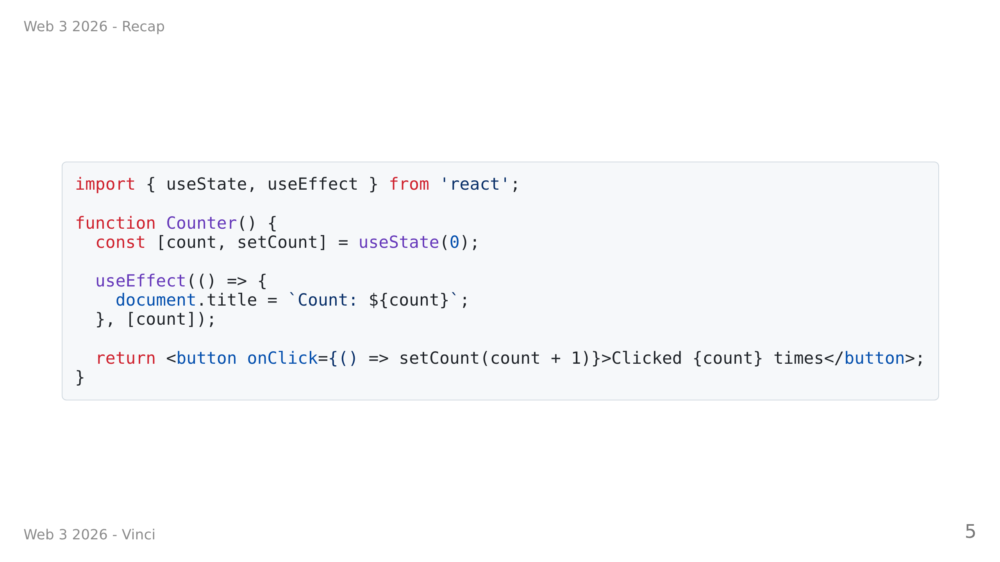 Web 3 2026 - Recap
import { useState, useEffect } from 'react';
function Counter() {
  const [count, setCount] = useState(0);
  useEffect(() => {
    document.title = `Count: ${count}`;
  }, [count]);
  return <button onClick={() => setCount(count + 1)}>Clicked {count} times</button>;
}
Web 3 2026 - Vinci
5